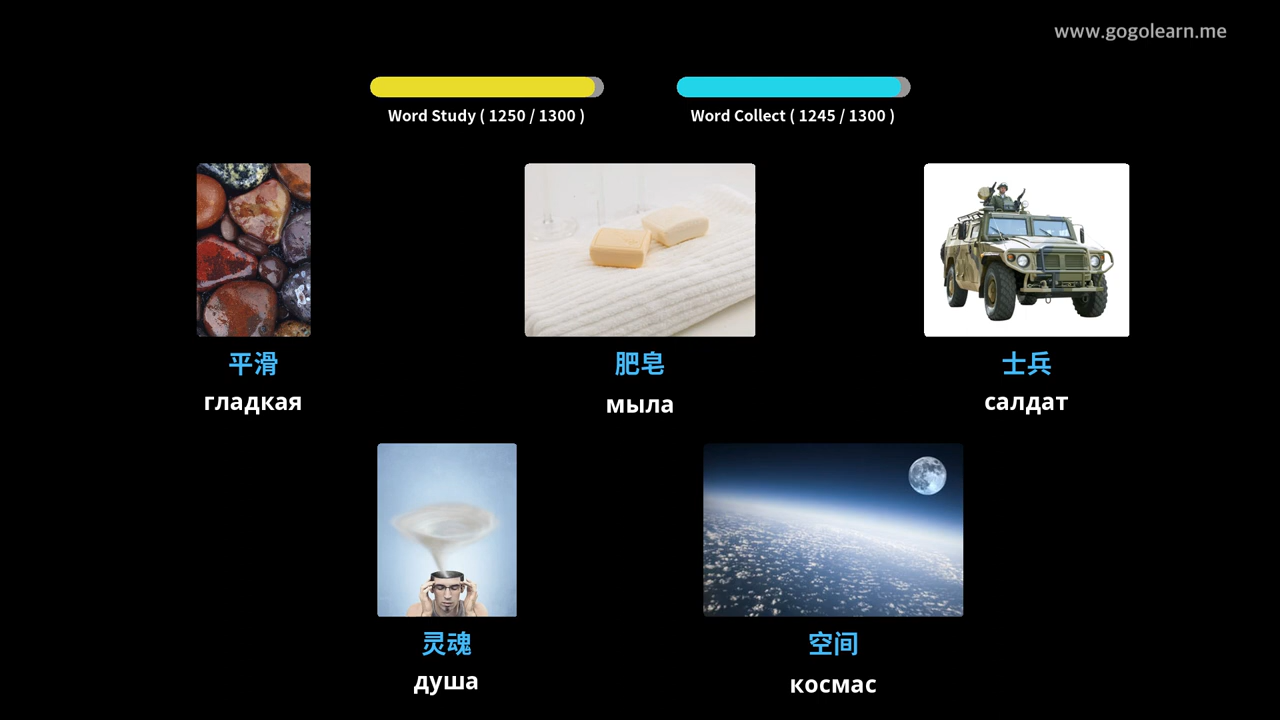 www.gogolearn.me
Word Study ( 1250 / 1300 )
Word Collect ( 1245 / 1300 )
平滑
гладкая
肥皂
мыла
士兵
салдат
灵魂
душа
空间
космас